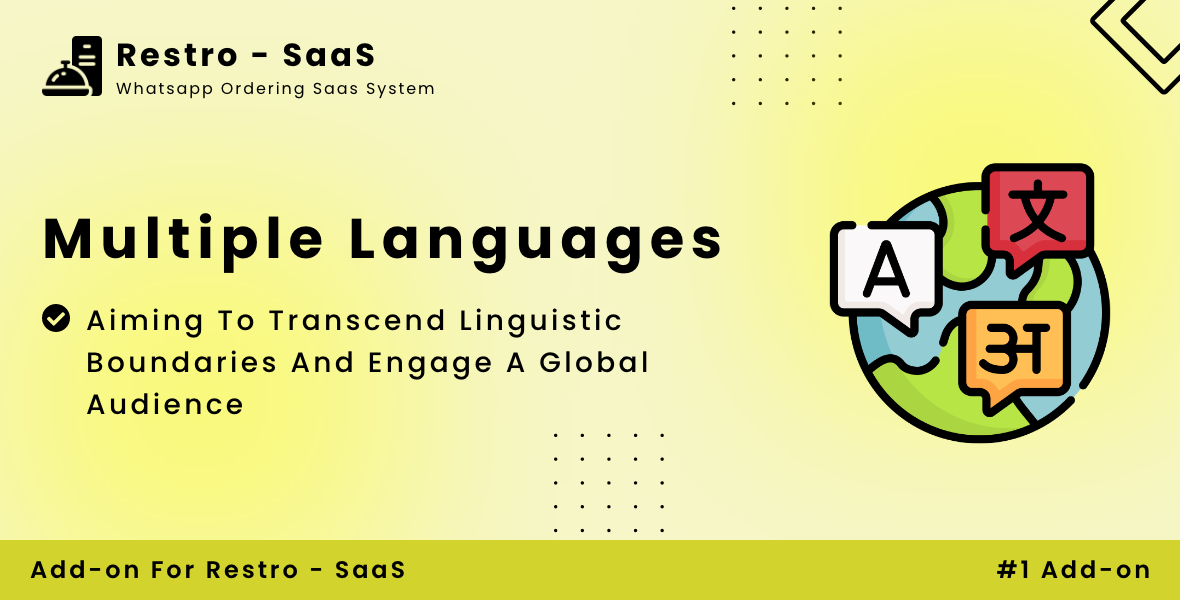 Restro - SaaS
Whatsapp Ordering Saas System
Multiple Languages
Aiming To Transcend Linguistic
Boundaries And Engage A Global
Audience
文
A
अ
Add-on For Restro - SaaS
#1 Add-on